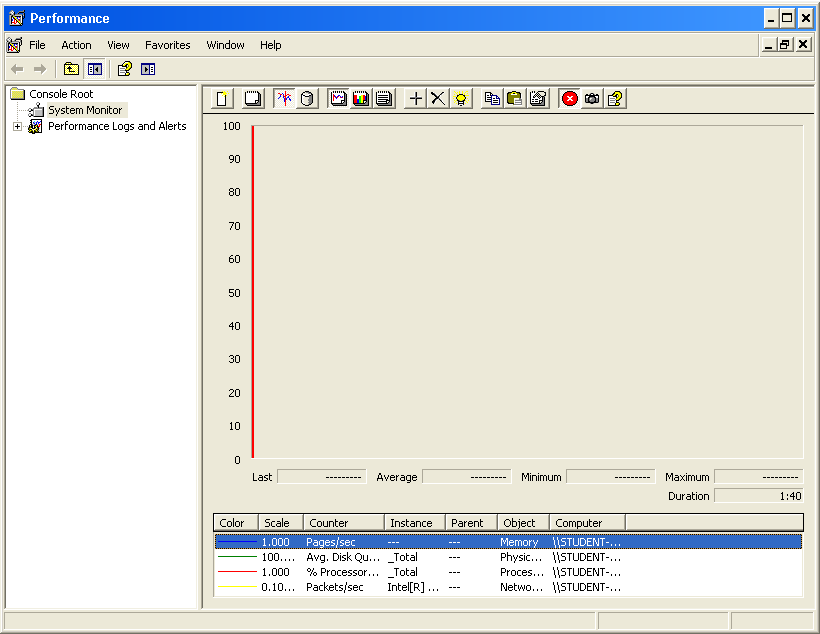 Performance
File Action View Favorites Window Help
Console Root
System Monitor
Performance Logs and Alerts
100
90
80
70
60
50
40
30
20
10
0
Last --------- Average --------- Minimum --------- Maximum ---------
Duration 1:40
Color Scale Counter Instance Parent Object Computer
1.000 Pages/sec --- --- Memory \\STUDENT-...
100.... Avg. Disk Qu... _Total --- Physic... \\STUDENT-...
1.000 % Processor... _Total --- Proces... \\STUDENT-...
0.10... Packets/sec Intel[R] ... --- Netwo... \\STUDENT-...